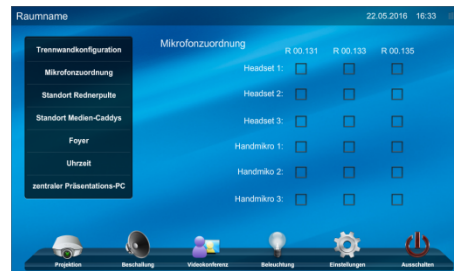 Raumname 22.05.2016 16:33
Trennwandkonfiguration
Mikrofonzuordnung
Standort Rednerpulte
Standort Medien-Caddys
Foyer
Uhrzeit
zentraler Präsentations-PC
Mikrofonzuordnung
R 00.131 R 00.133 R 00.135
Headset 1:
Headset 2:
Headset 3:
Handmikro 1:
Handmiko 2:
Handmikro 3:
Projektion Beschallung Videokonferenz Beleuchtung Einstellungen Ausschalten